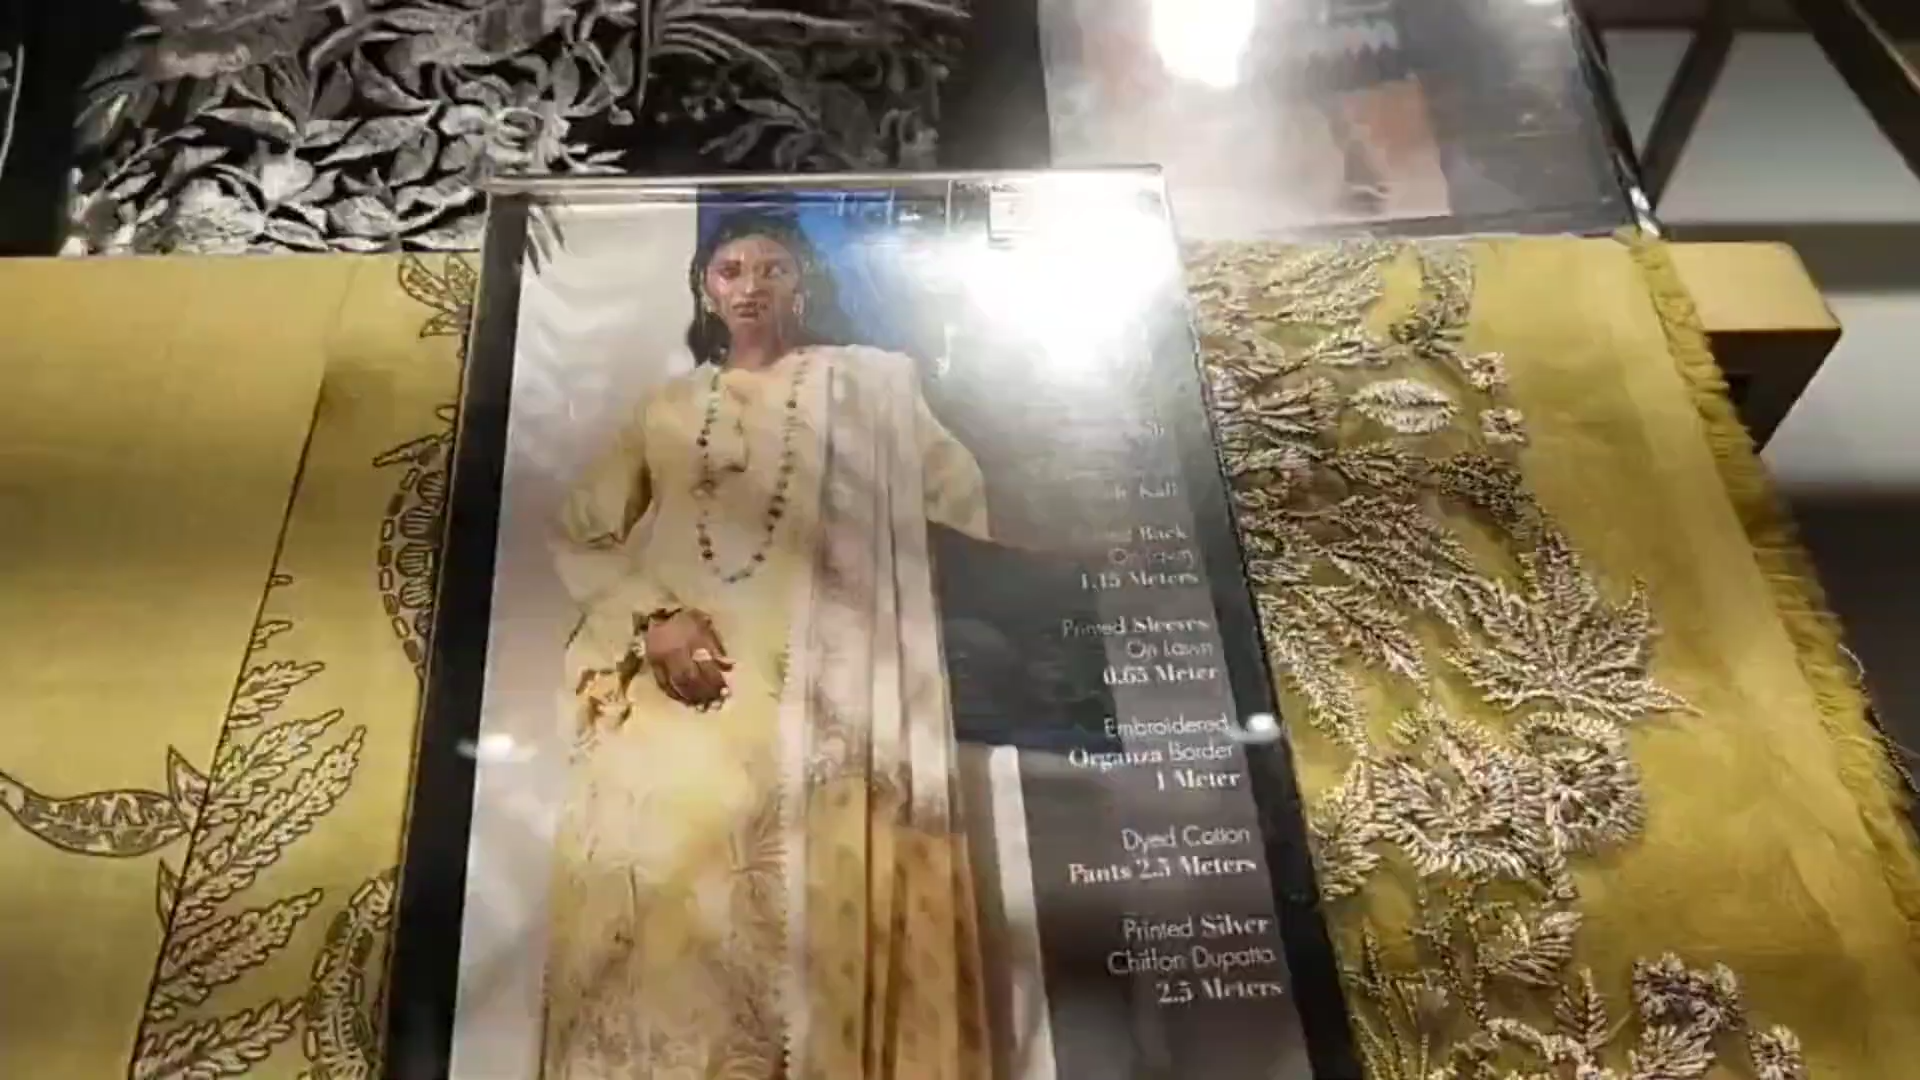 Kali
Back
On Lawn
1.15 Meters
Printed Sleeves
On Lawn
0.65 Meter
Embroidered
Organza Border
1 Meter
Dyed Cotton
Pants 2.5 Meters
Printed Silver
Chiffon Dupatta
2.5 Meters